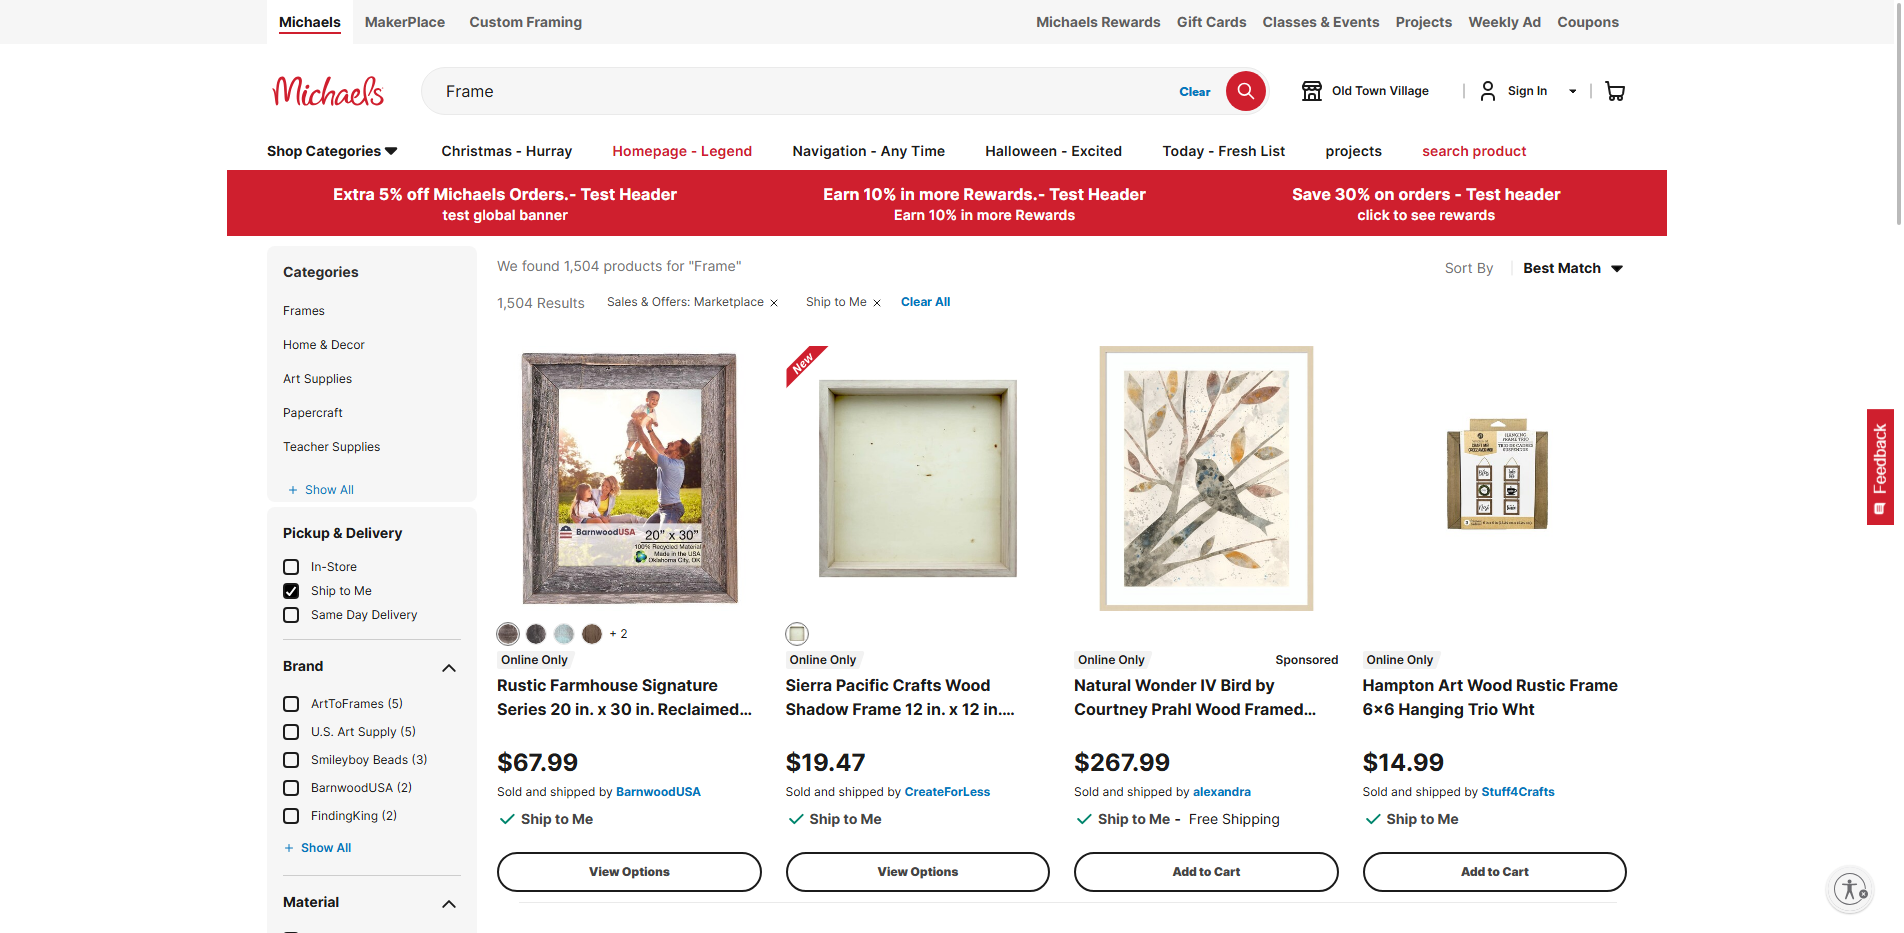 Michaels
MakerPlace
Custom Framing
Michaels Rewards
Gift Cards
Classes & Events
Projects
Weekly Ad
Coupons
Michaels
Frame
Clear
Old Town Village
Sign In
Shop Categories
Christmas - Hurray
Homepage - Legend
Navigation - Any Time
Halloween - Excited
Today - Fresh List
projects
search product
Extra 5% off Michaels Orders.- Test Header
test global banner
Earn 10% in more Rewards.- Test Header
Earn 10% in more Rewards
Save 30% on orders - Test header
click to see rewards
Categories
Frames
Home & Decor
Art Supplies
Papercraft
Teacher Supplies
+ Show All
Pickup & Delivery
In-Store
Ship to Me
Same Day Delivery
Brand
ArtToFrames (5)
U.S. Art Supply (5)
Smileyboy Beads (3)
BarnwoodUSA (2)
FindingKing (2)
+ Show All
Material
We found 1,504 products for "Frame"
Sort By
Best Match
1,504 Results
Sales & Offers: Marketplace
Ship to Me
Clear All
BarnwoodUSA
20" x 30"
100% Recycled Material
Made in the USA
Oklahoma City, OK
+ 2
Online Only
Rustic Farmhouse Signature
Series 20 in. x 30 in. Reclaimed...
$67.99
Sold and shipped by BarnwoodUSA
Ship to Me
View Options
New
Online Only
Sierra Pacific Crafts Wood
Shadow Frame 12 in. x 12 in....
$19.47
Sold and shipped by CreateForLess
Ship to Me
View Options
Online Only
Sponsored
Natural Wonder IV Bird by
Courtney Prahl Wood Framed...
$267.99
Sold and shipped by alexandra
Ship to Me - Free Shipping
Add to Cart
HANGING
FRAME TRIO
Online Only
Hampton Art Wood Rustic Frame
6x6 Hanging Trio Wht
$14.99
Sold and shipped by Stuff4Crafts
Ship to Me
Add to Cart
Feedback